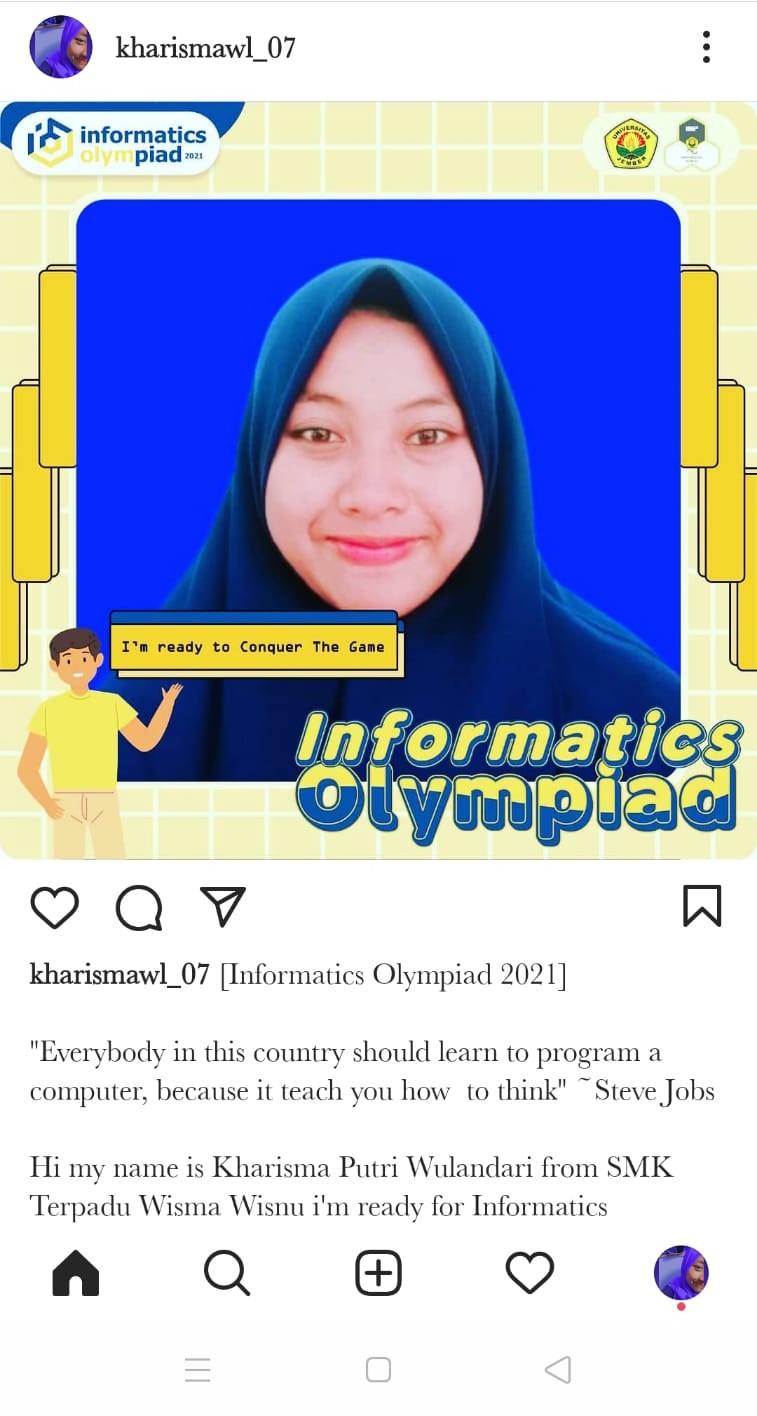 kharismawl_07
informatics
olympiad 2021
UNIVERSITAS
JEMBER
I'm ready to Conquer The Game
Informatics
Olympiad
kharismawl_07 [Informatics Olympiad 2021]
"Everybody in this country should learn to program a
computer, because it teach you how  to think" ~Steve Jobs
Hi my name is Kharisma Putri Wulandari from SMK
Terpadu Wisma Wisnu i'm ready for Informatics